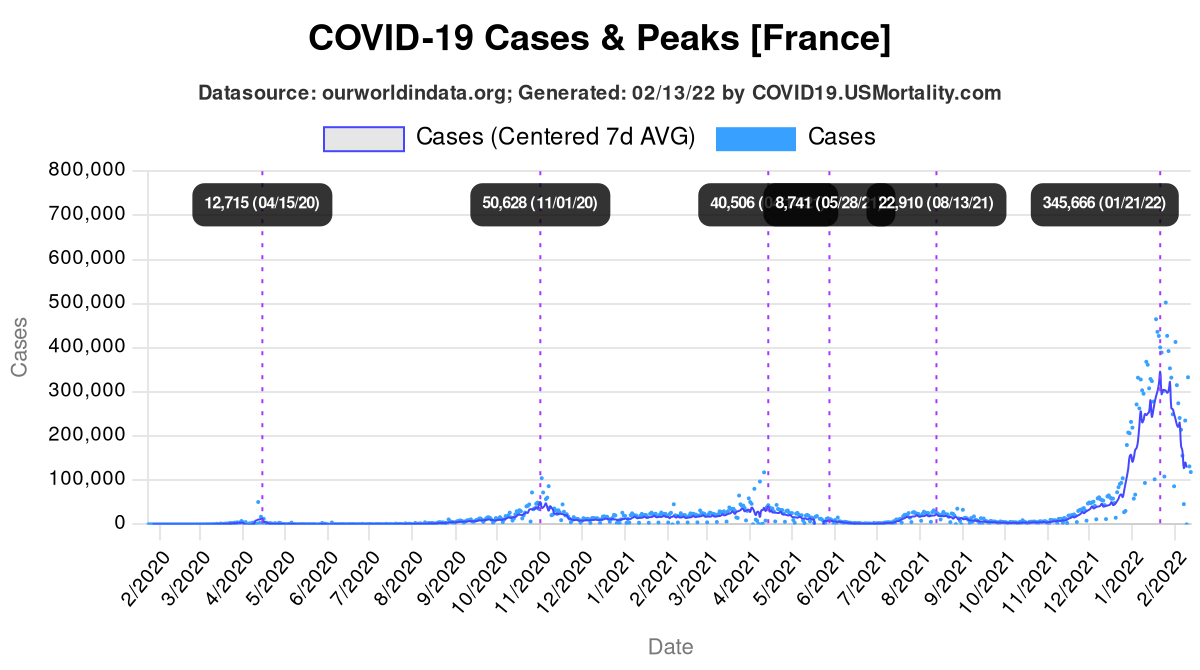 COVID-19 Cases & Peaks [France]
Datasource: ourworldindata.org; Generated: 02/13/22 by COVID19.USMortality.com
Cases (Centered 7d AVG) Cases
800,000
700,000
600,000
500,000
400,000
300,000
200,000
100,000
0
Cases
12,715 (04/15/20) 50,628 (11/01/20) 40,506 ( 8,741 (05/28/2 22,910 (08/13/21) 345,666 (01/21/22)
2/2020 3/2020 4/2020 5/2020 6/2020 7/2020 8/2020 9/2020 10/2020 11/2020 12/2020 1/2021 2/2021 3/2021 4/2021 5/2021 6/2021 7/2021 8/2021 9/2021 10/2021 11/2021 12/2021 1/2022 2/2022
Date